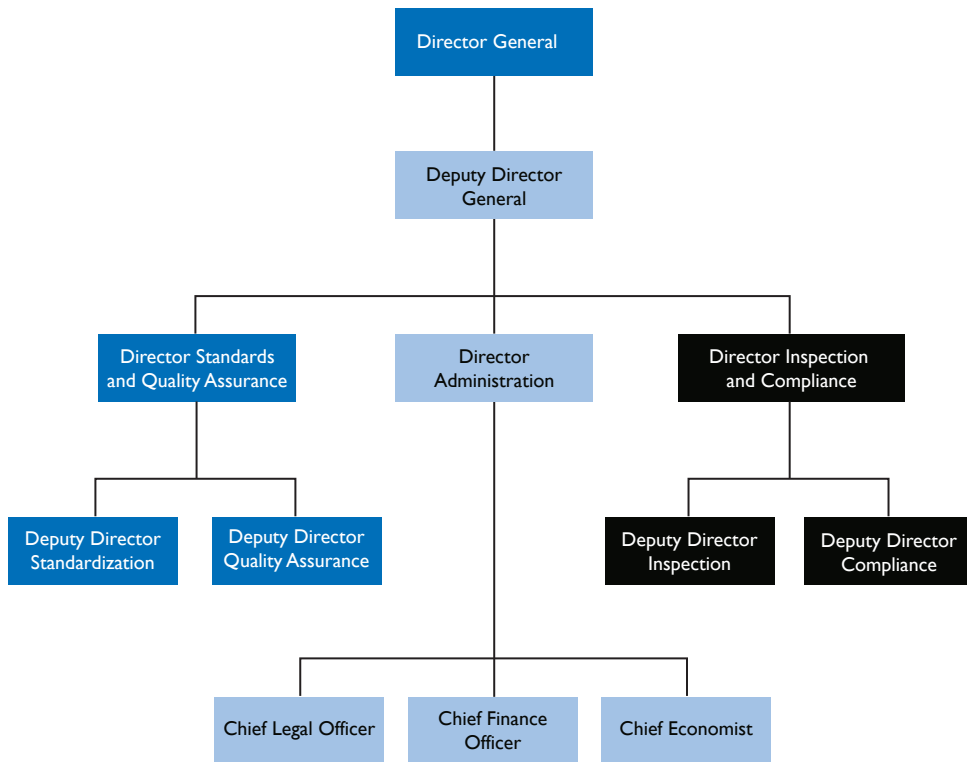 Director General
Deputy Director
General
Director Standards
and Quality Assurance
Director
Administration
Director Inspection
and Compliance
Deputy Director
Standardization
Deputy Director
Quality Assurance
Deputy Director
Inspection
Deputy Director
Compliance
Chief Legal Officer
Chief Finance
Officer
Chief Economist